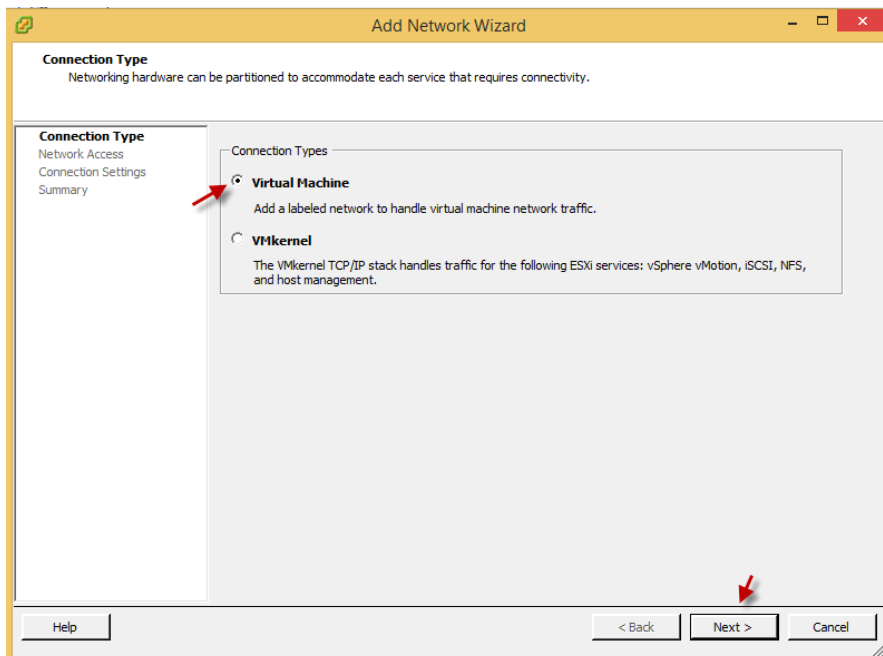 Add Network Wizard
Connection Type
Networking hardware can be partitioned to accommodate each service that requires connectivity.
Connection Type
Network Access
Connection Settings
Summary
Connection Types
Virtual Machine
Add a labeled network to handle virtual machine network traffic.
VMkernel
The VMkernel TCP/IP stack handles traffic for the following ESXi services: vSphere vMotion, iSCSI, NFS,
and host management.
Help
< Back
Next >
Cancel